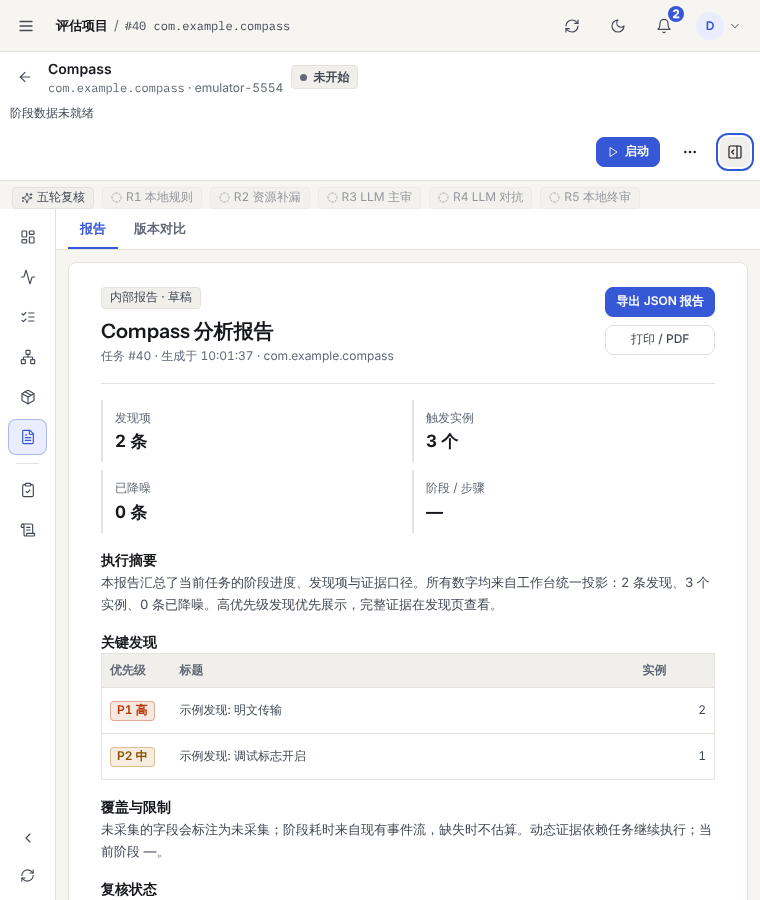 评估项目 / #40 com.example.compass
2
D
Compass
com.example.compass · emulator-5554
未开始
阶段数据未就绪
启动
五轮复核
R1 本地规则
R2 资源补漏
R3 LLM 主审
R4 LLM 对抗
R5 本地终审
报告
版本对比
内部报告 · 草稿
导出 JSON 报告
Compass 分析报告
打印 / PDF
任务 #40 · 生成于 10:01:37 · com.example.compass
发现项
2 条
触发实例
3 个
已降噪
0 条
阶段 / 步骤
—
执行摘要
本报告汇总了当前任务的阶段进度、发现项与证据口径。所有数字均来自工作台统一投影：2 条发现、3 个
实例、0 条已降噪。高优先级发现优先展示，完整证据在发现页查看。
关键发现
优先级 标题 实例
P1 高 示例发现: 明文传输 2
P2 中 示例发现: 调试标志开启 1
覆盖与限制
未采集的字段会标注为未采集；阶段耗时来自现有事件流，缺失时不估算。动态证据依赖任务继续执行；当
前阶段 —。
复核状态